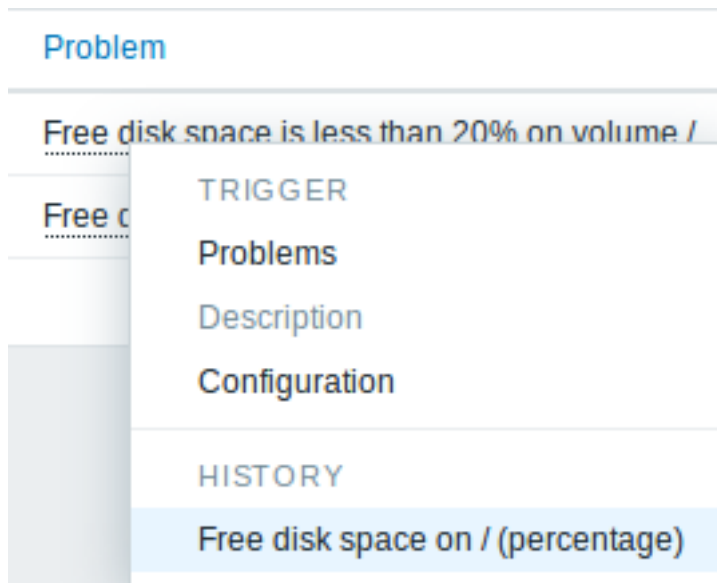 Problem
Free disk space is less than 20% on volume /
Free
TRIGGER
Problems
Description
Configuration
HISTORY
Free disk space on / (percentage)